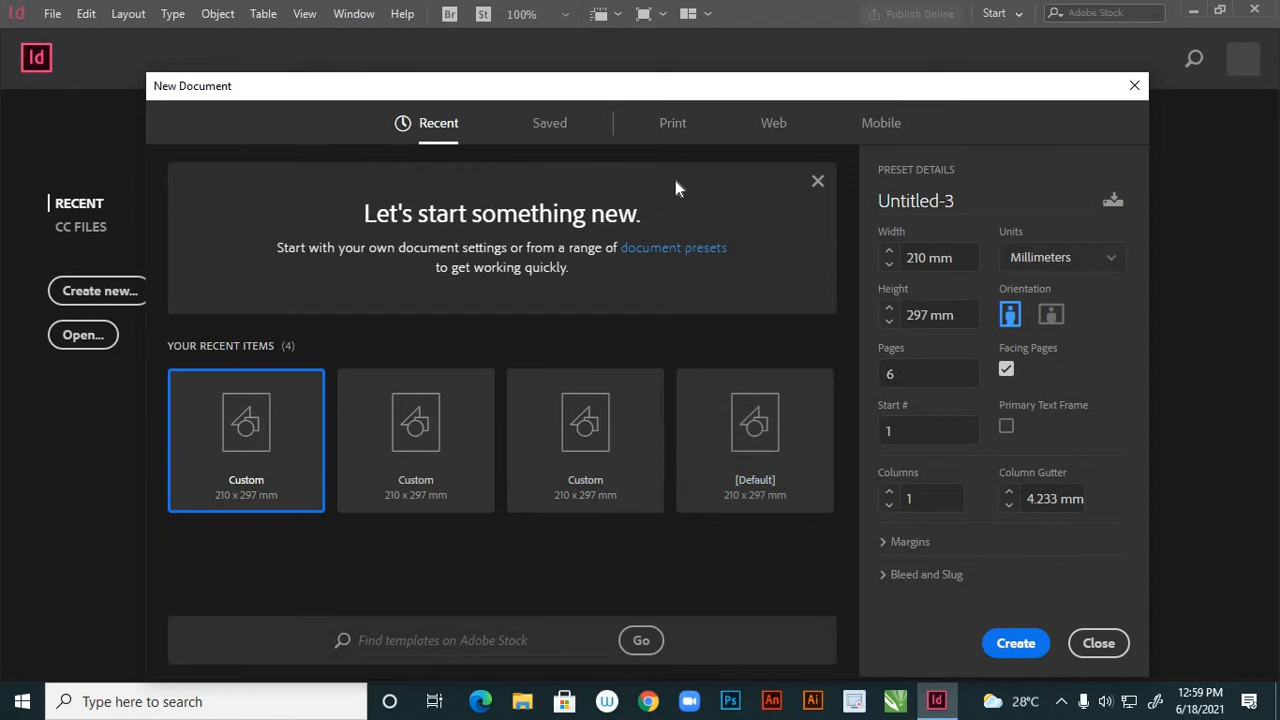 Id File Edit Layout Type Object Table View Window Help Br St 100% Publish Online Start Adobe Stock
Id
New Document
Recent Saved Print Web Mobile
RECENT
CC FILES
Create new...
Open...
Let's start something new.
Start with your own document settings or from a range of document presets
to get working quickly.
YOUR RECENT ITEMS (4)
Custom
210 x 297 mm
Custom
210 x 297 mm
Custom
210 x 297 mm
[Default]
210 x 297 mm
Find templates on Adobe Stock Go
PRESET DETAILS
Untitled-3
Width Units
210 mm Millimeters
Height Orientation
297 mm
Pages Facing Pages
6
Start # Primary Text Frame
1
Columns Column Gutter
1 4.233 mm
Margins
Bleed and Slug
Create Close
Type here to search Ps An Ai Id 28°C 12:59 PM
6/18/2021